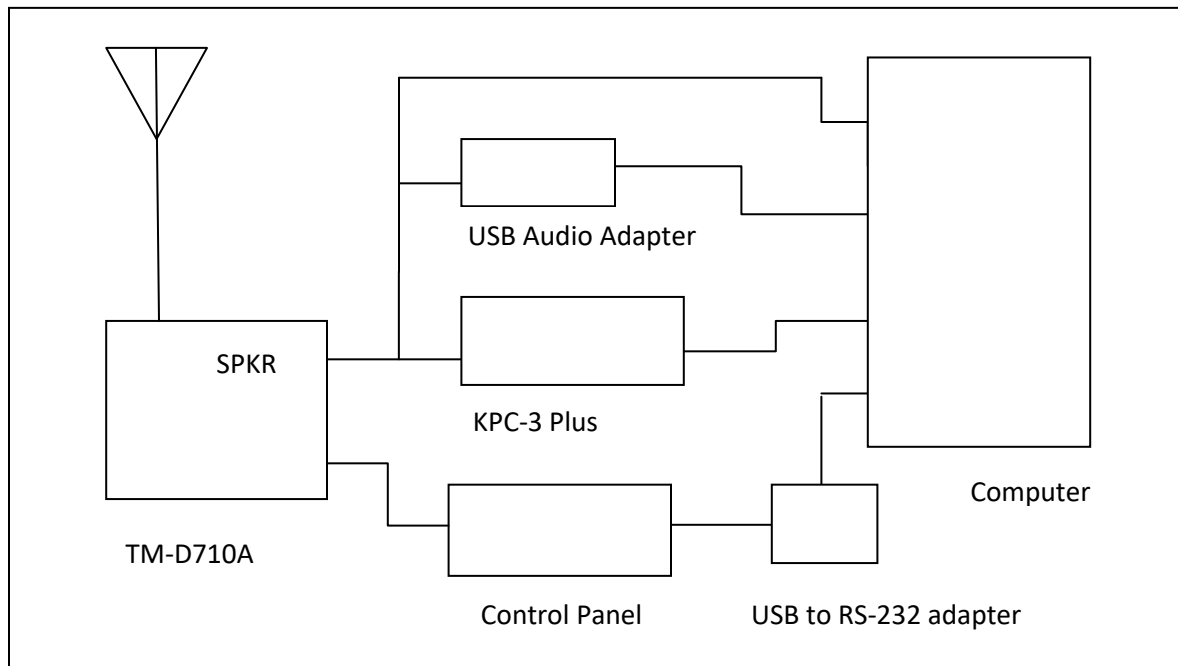 USB Audio Adapter
SPKR
KPC-3 Plus
Computer
TM-D710A
Control Panel
USB to RS-232 adapter